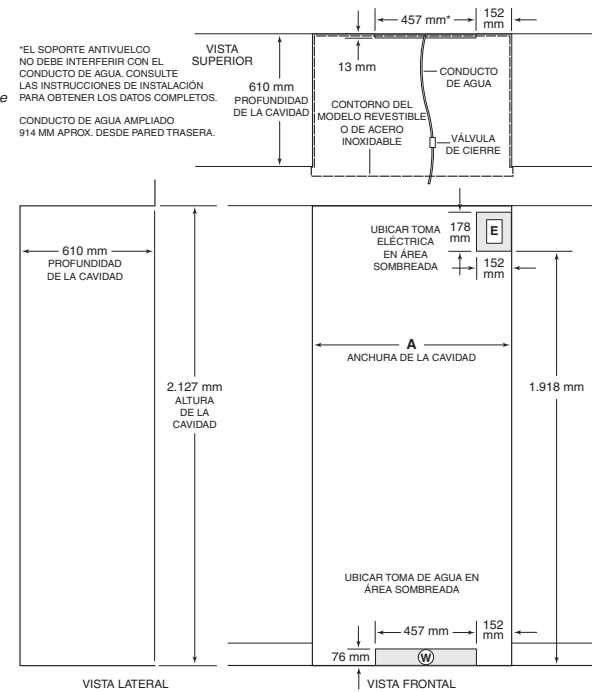 *EL SOPORTE ANTIVUELCO
NO DEBE INTERFERIR CON EL
CONDUCTO DE AGUA. CONSULTE
LAS INSTRUCCIONES DE INSTALACIÓN
PARA OBTENER LOS DATOS COMPLETOS.
CONDUCTO DE AGUA AMPLIADO
914 MM APROX. DESDE PARED TRASERA.
e
VISTA
SUPERIOR
457 mm*
152
mm
13 mm
610 mm
PROFUNDIDAD
DE LA CAVIDAD
CONDUCTO
DE AGUA
CONTORNO DEL
MODELO REVESTIBLE
O DE ACERO
INOXIDABLE
VÁLVULA
DE CIERRE
610 mm
PROFUNDIDAD
DE LA CAVIDAD
UBICAR TOMA
ELÉCTRICA
EN ÁREA
SOMBREADA
178
mm
E
152
mm
A
ANCHURA DE LA CAVIDAD
2.127 mm
ALTURA
DE LA
CAVIDAD
1.918 mm
UBICAR TOMA DE AGUA EN
ÁREA SOMBREADA
457 mm
152
mm
76 mm
W
VISTA LATERAL
VISTA FRONTAL